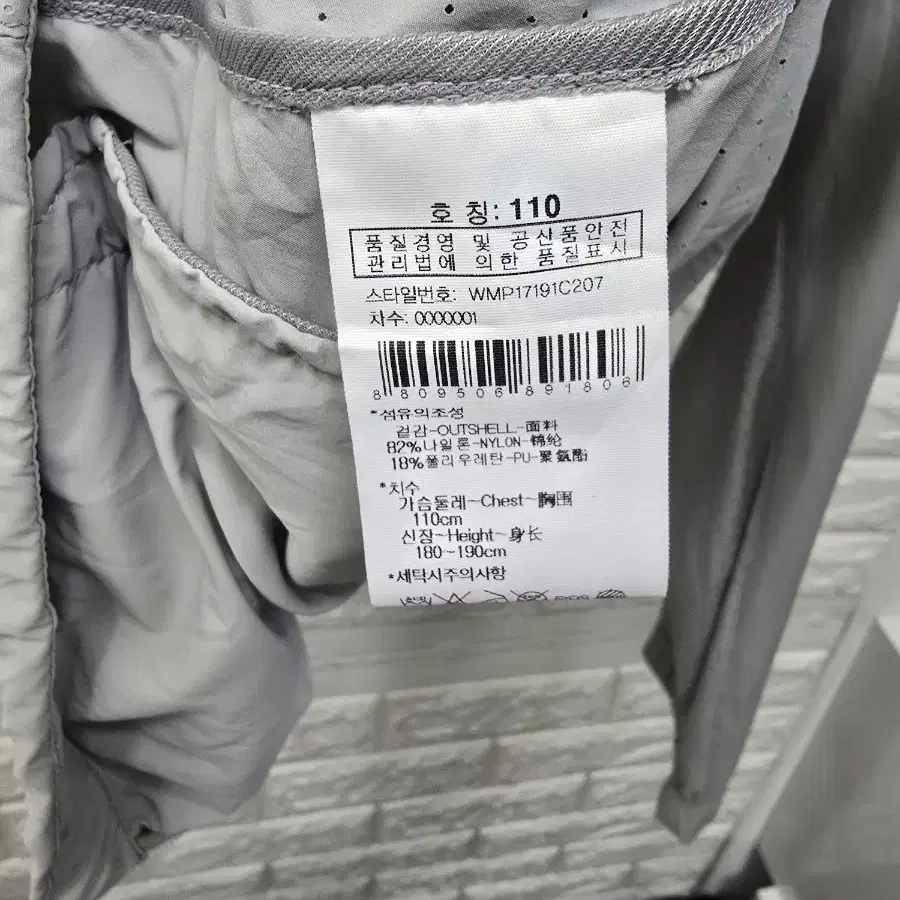 호 칭: 110
품질경영 및 공산품안전
관리법에 의한 품질표시
스타일번호: WMP17191C207
차수: 0000001
8 809506 891806
*섬유의조성
겉감-OUTSHELL-面料
82%나일론-NYLON-锦纶
18%폴리우레탄-PU-聚氨酯
*치수
가슴둘레~Chest~胸围
110cm
신장~Height~身长
180~190cm
*세탁시주의사항